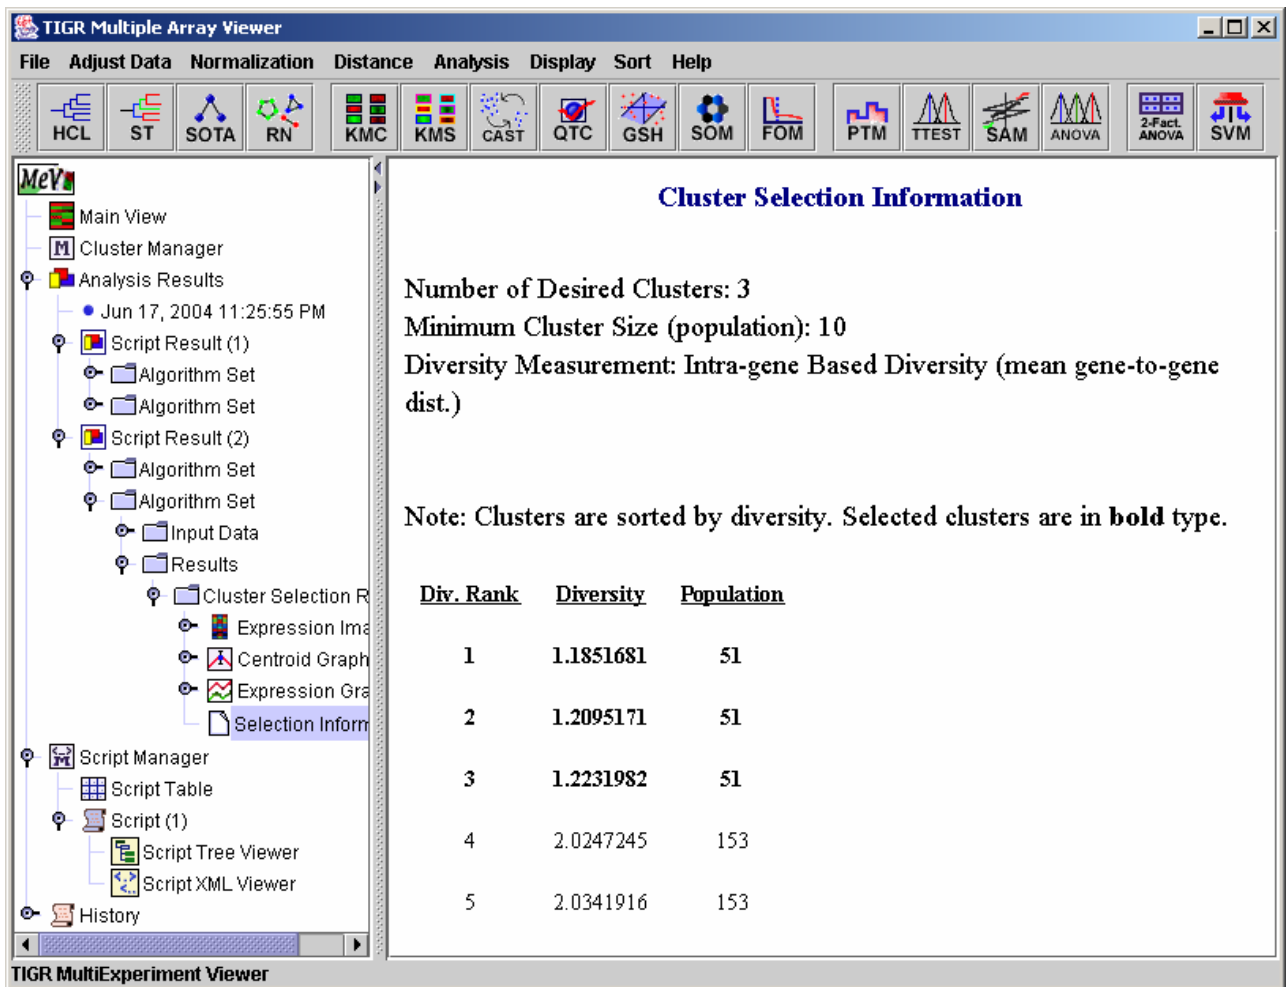 TIGR Multiple Array Viewer
File Adjust Data Normalization Distance Analysis Display Sort Help
HCL ST SOTA RN KMC KMS CAST QTC GSH SOM FOM PTM TTEST SAM ANOVA 2-Fact. ANOVA SVM
MeV
Main View
M Cluster Manager
Analysis Results
Jun 17, 2004 11:25:55 PM
Script Result (1)
Algorithm Set
Algorithm Set
Script Result (2)
Algorithm Set
Algorithm Set
Input Data
Results
Cluster Selection R
Expression Ima
Centroid Graph
Expression Gra
Selection Inform
Script Manager
Script Table
Script (1)
Script Tree Viewer
Script XML Viewer
History
Cluster Selection Information
Number of Desired Clusters: 3
Minimum Cluster Size (population): 10
Diversity Measurement: Intra-gene Based Diversity (mean gene-to-gene
dist.)
Note: Clusters are sorted by diversity. Selected clusters are in bold type.
Div. Rank Diversity Population
1 1.1851681 51
2 1.2095171 51
3 1.2231982 51
4 2.0247245 153
5 2.0341916 153
TIGR MultiExperiment Viewer